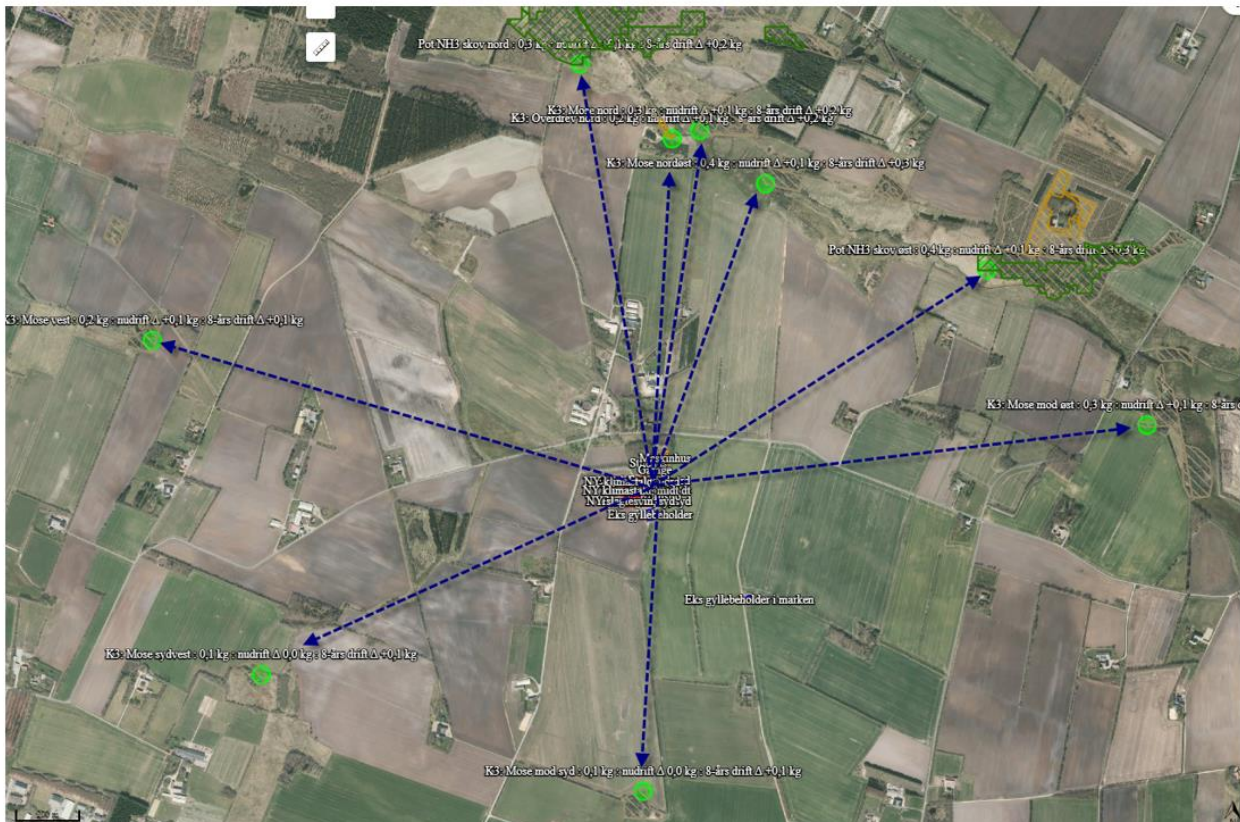 Pot NH3 skov nord : 0,3 kg : nudrift Δ +0,1 kg : 8-års drift Δ +0,2 kg
K3: Mose nord : 0,3 kg : nudrift Δ +0,1 kg : 8-års drift Δ +0,2 kg
K3: Overdrev nord : 0,2 kg : nudrift Δ +0,1 kg : 8-års drift Δ +0,2 kg
K3: Mose nordøst : 0,4 kg : nudrift Δ +0,1 kg : 8-års drift Δ +0,3 kg
Pot NH3 skov øst : 0,4 kg : nudrift Δ +0,1 kg : 8-års drift Δ +0,3 kg
K3: Mose vest : 0,2 kg : nudrift Δ +0,1 kg : 8-års drift Δ +0,1 kg
K3: Mose mod øst : 0,3 kg : nudrift Δ +0,1 kg : 8-års d
Maskinhus
NY klimastald midt
Eks gyllebeholder
Eks gyllebeholder i marken
K3: Mose sydvest : 0,1 kg : nudrift Δ 0,0 kg : 8-års drift Δ +0,1 kg
K3: Mose mod syd : 0,1 kg : nudrift Δ 0,0 kg : 8-års drift Δ +0,1 kg
200 m